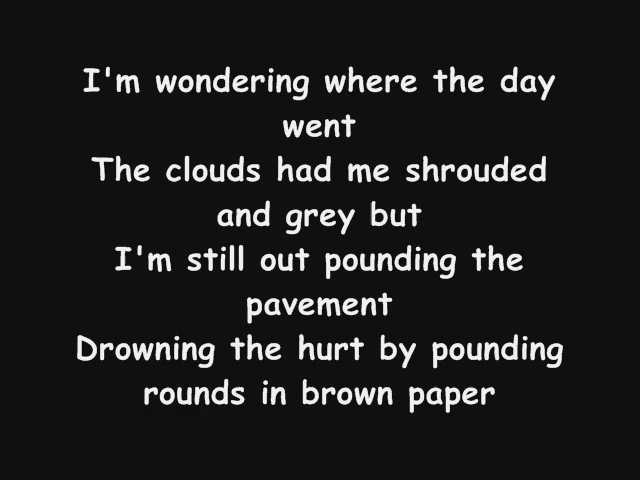 I'm wondering where the day
went
The clouds had me shrouded
and grey but
I'm still out pounding the
pavement
Drowning the hurt by pounding
rounds in brown paper